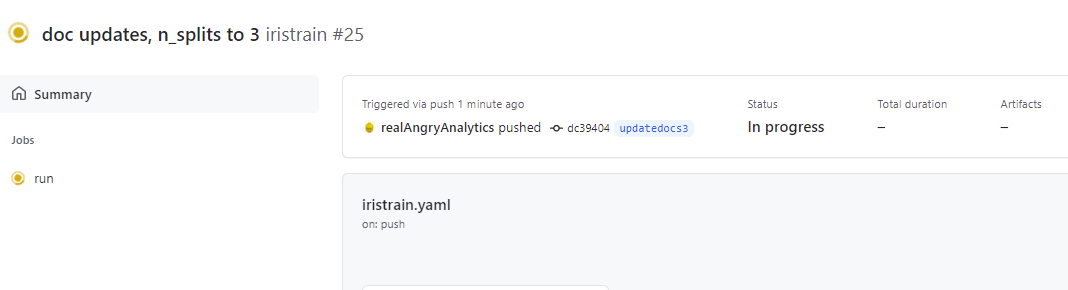 doc updates, n_splits to 3 iristrain #25
Summary
Jobs
run
Triggered via push 1 minute ago
realAngryAnalytics pushed dc39404 updatedocs3
Status
In progress
Total duration
–
Artifacts
–
iristrain.yaml
on: push